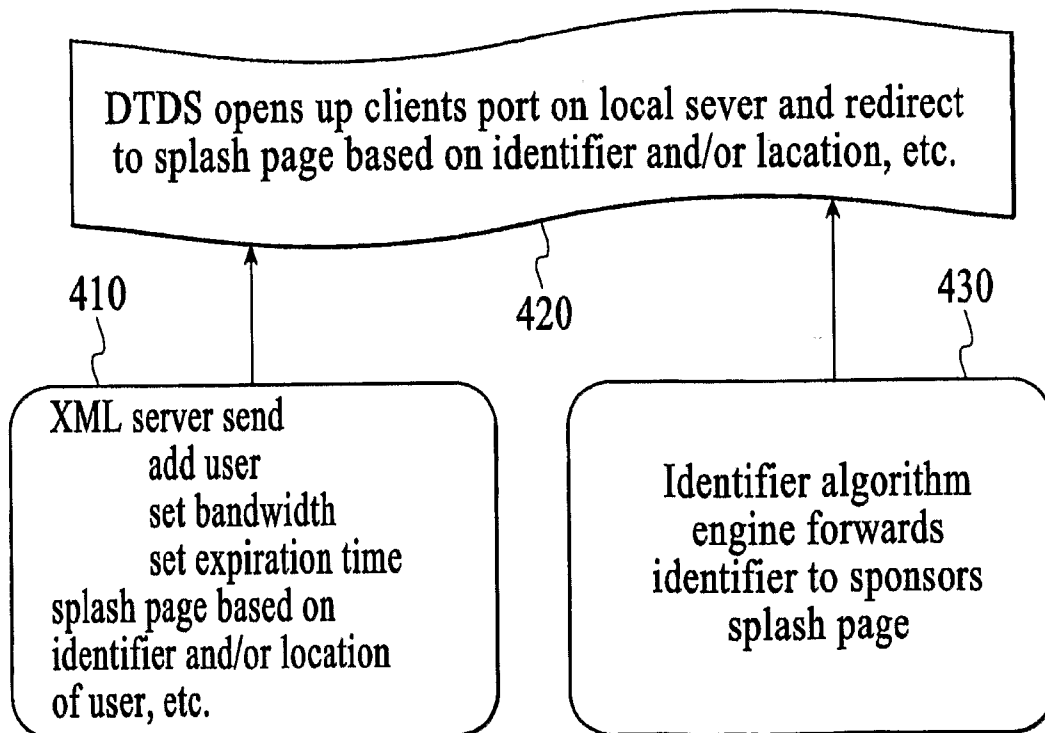 DTDS opens up clients port on local sever and redirect
to splash page based on identifier and/or lacation, etc.
410
420
430
XML server send
add user
set bandwidth
set expiration time
splash page based on
identifier and/or location
of user, etc.
Identifier algorithm
engine forwards
identifier to sponsors
splash page